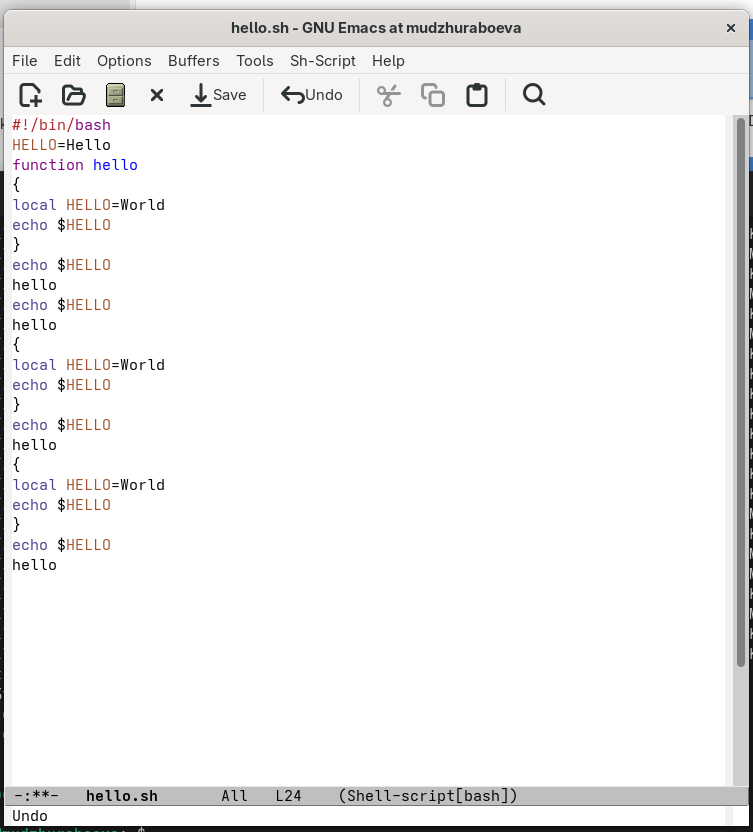 hello.sh - GNU Emacs at mudzhuraboeva
File Edit Options Buffers Tools Sh-Script Help
Save Undo
#!/bin/bash
HELLO=Hello
function hello
{
local HELLO=World
echo $HELLO
}
echo $HELLO
hello
echo $HELLO
hello
{
local HELLO=World
echo $HELLO
}
echo $HELLO
hello
{
local HELLO=World
echo $HELLO
}
echo $HELLO
hello
-:**- hello.sh All L24 (Shell-script[bash])
Undo